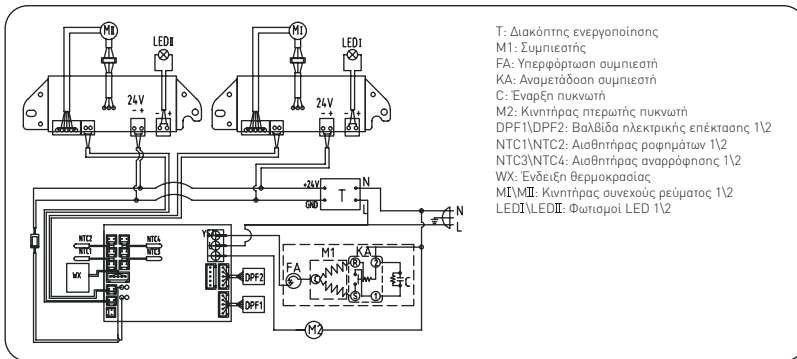 MⅡ
LEDⅡ
MⅠ
LEDⅠ
24V
- +
- +
24V
- +
- +
+24V
GND
T
N
N
L
NTC2
NTC4
NTC1
NTC3
WX
DPF2
DPF1
M1
KA1
FA
C
R
2
S
1
C
M2
T: Διακόπτης ενεργοποίησης
M1: Συμπιεστής
FA: Υπερφόρτωση συμπιεστή
KA: Αναμετάδοση συμπιεστή
C: Έναρξη πυκνωτή
M2: Κινητήρας πτερωτής πυκνωτή
DPF1\DPF2: Βαλβίδα ηλεκτρικής επέκτασης 1\2
NTC1\NTC2: Αισθητήρας ροφημάτων 1\2
NTC3\NTC4: Αισθητήρας αναρρόφησης 1\2
WX: Ένδειξη θερμοκρασίας
MⅠ\MⅡ: Κινητήρας συνεχούς ρεύματος 1\2
LEDⅠ\LEDⅡ: Φωτισμοί LED 1\2